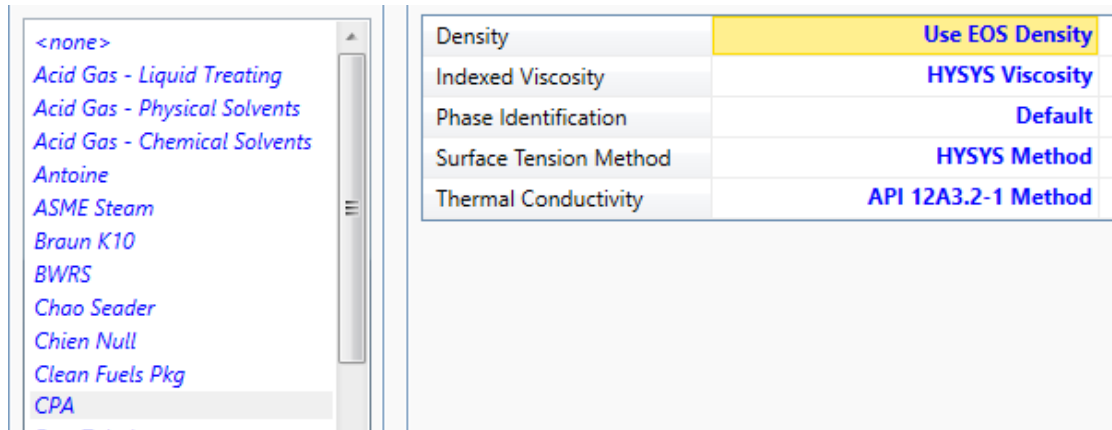 <none>
Acid Gas - Liquid Treating
Acid Gas - Physical Solvents
Acid Gas - Chemical Solvents
Antoine
ASME Steam
Braun K10
BWRS
Chao Seader
Chien Null
Clean Fuels Pkg
CPA
Density Use EOS Density
Indexed Viscosity HYSYS Viscosity
Phase Identification Default
Surface Tension Method HYSYS Method
Thermal Conductivity API 12A3.2-1 Method